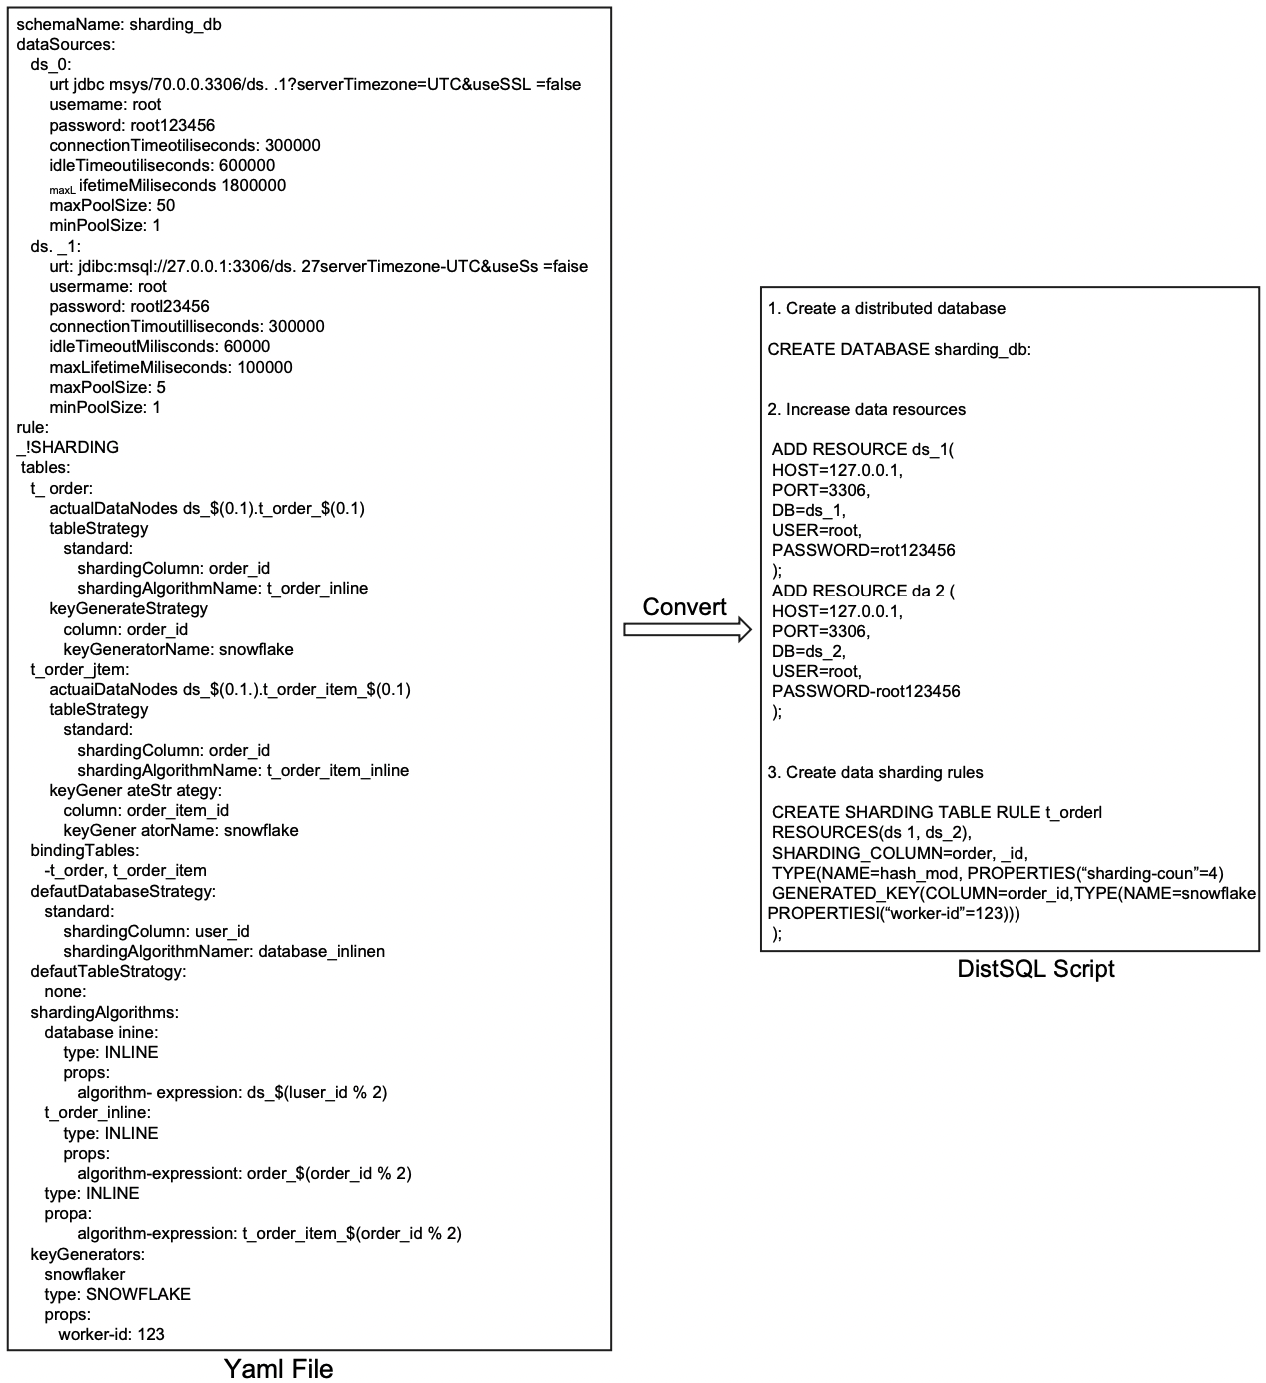 schemaName: sharding_db
dataSources:
ds_0:
urt jdbc msys/70.0.0.3306/ds. .1?serverTimezone=UTC&useSSL =false
usemame: root
password: root123456
connectionTimeotiliseconds: 300000
idleTimeoutiliseconds: 600000
maxL ifetimeMiliseconds 1800000
maxPoolSize: 50
minPoolSize: 1
ds. _1:
urt: jdibc:msql://27.0.0.1:3306/ds. 27serverTimezone-UTC&useSs =faise
usermame: root
password: rootl23456
connectionTimoutilliseconds: 300000
idleTimeoutMilisconds: 60000
maxLifetimeMiliseconds: 100000
maxPoolSize: 5
minPoolSize: 1
rule:
_!SHARDING
tables:
t_ order:
actualDataNodes ds_$(0.1).t_order_$(0.1)
tableStrategy
standard:
shardingColumn: order_id
shardingAlgorithmName: t_order_inline
keyGenerateStrategy
column: order_id
keyGeneratorName: snowflake
t_order_jtem:
actuaiDataNodes ds_$(0.1.).t_order_item_$(0.1)
tableStrategy
standard:
shardingColumn: order_id
shardingAlgorithmName: t_order_item_inline
keyGener ateStr ategy:
column: order_item_id
keyGener atorName: snowflake
bindingTables:
-t_order, t_order_item
defautDatabaseStrategy:
standard:
shardingColumn: user_id
shardingAlgorithmNamer: database_inlinen
defautTableStratogy:
none:
shardingAlgorithms:
database inine:
type: INLINE
props:
algorithm- expression: ds_$(luser_id % 2)
t_order_inline:
type: INLINE
props:
algorithm-expressiont: order_$(order_id % 2)
type: INLINE
propa:
algorithm-expression: t_order_item_$(order_id % 2)
keyGenerators:
snowflaker
type: SNOWFLAKE
props:
worker-id: 123
Yaml File
Convert
1. Create a distributed database
CREATE DATABASE sharding_db:
2. Increase data resources
ADD RESOURCE ds_1(
HOST=127.0.0.1,
PORT=3306,
DB=ds_1,
USER=root,
PASSWORD=rot123456
);
ADD RESOURCE da 2 (
HOST=127.0.0.1,
PORT=3306,
DB=ds_2,
USER=root,
PASSWORD-root123456
);
3. Create data sharding rules
CREATE SHARDING TABLE RULE t_orderl
RESOURCES(ds 1, ds_2),
SHARDING_COLUMN=order, _id,
TYPE(NAME=hash_mod, PROPERTIES(“sharding-coun”=4)
GENERATED_KEY(COLUMN=order_id,TYPE(NAME=snowflake
PROPERTIESl(“worker-id”=123)))
);
DistSQL Script